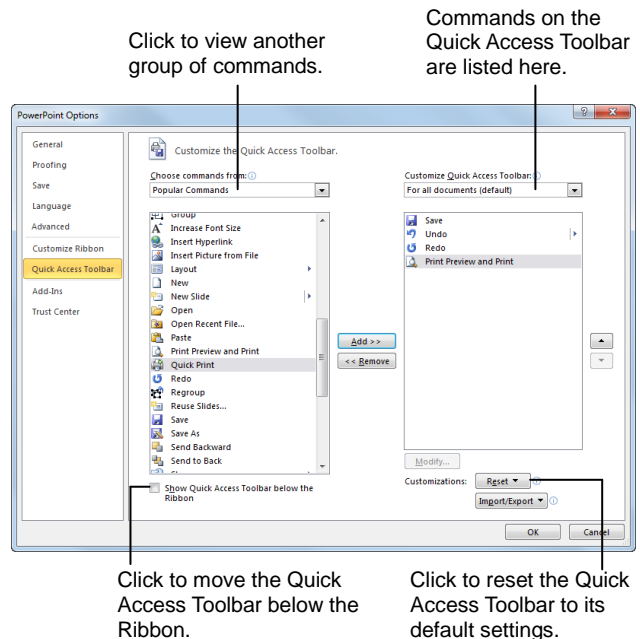 Click to view another
group of commands.
Commands on the
Quick Access Toolbar
are listed here.
PowerPoint Options
General
Proofing
Save
Language
Advanced
Customize Ribbon
Quick Access Toolbar
Add-Ins
Trust Center
Customize the Quick Access Toolbar.
Choose commands from:
Popular Commands
Group
Increase Font Size
Insert Hyperlink
Insert Picture from File
Layout
New
New Slide
Open
Open Recent File...
Paste
Print Preview and Print
Quick Print
Redo
Regroup
Reuse Slides...
Save
Save As
Send Backward
Send to Back
Show Quick Access Toolbar below the
Ribbon
Add >>
<< Remove
Customize Quick Access Toolbar:
For all documents (default)
Save
Undo
Redo
Print Preview and Print
Modify...
Customizations:
Reset
Import/Export
OK
Cancel
Click to move the Quick
Access Toolbar below the
Ribbon.
Click to reset the Quick
Access Toolbar to its
default settings.